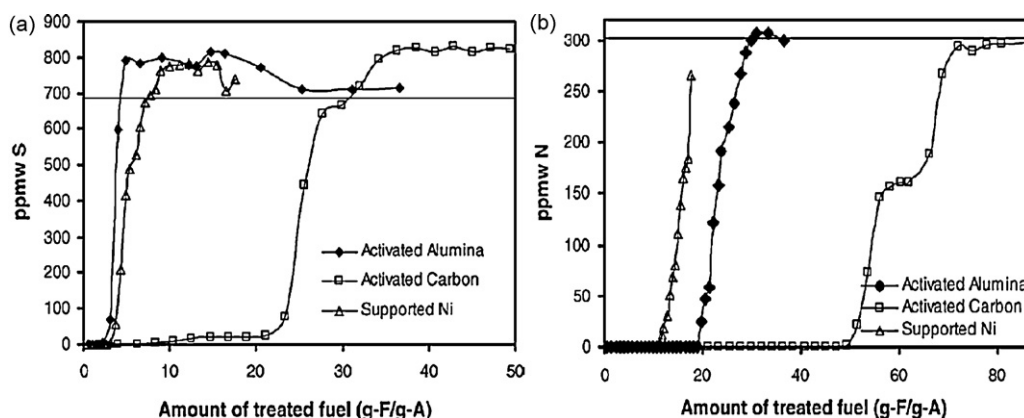 (a)
900
800
700
600
500
400
300
200
100
0
ppmw S
Activated Alumina
Activated Carbon
Supported Ni
0 10 20 30 40 50
Amount of treated fuel (g-F/g-A)
(b)
300
250
200
150
100
50
0
ppmw N
Activated Alumina
Activated Carbon
Supported Ni
0 20 40 60 80
Amount of treated fuel (g-F/g-A)